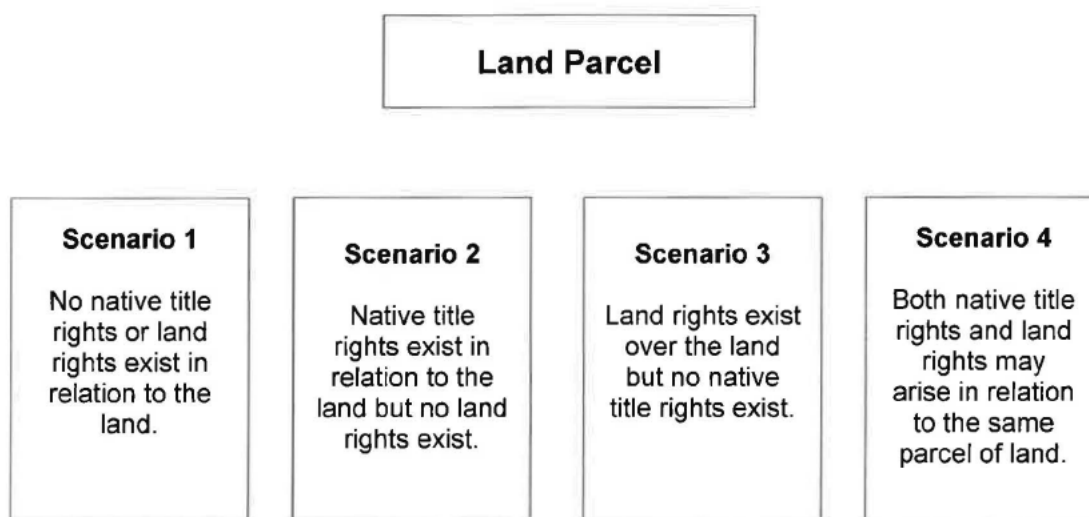 Land Parcel
Scenario 1
No native title
rights or land
rights exist in
relation to the
land.
Scenario 2
Native title
rights exist in
relation to the
land but no land
rights exist.
Scenario 3
Land rights exist
over the land
but no native
title rights exist.
Scenario 4
Both native title
rights and land
rights may
arise in relation
to the same
parcel of land.